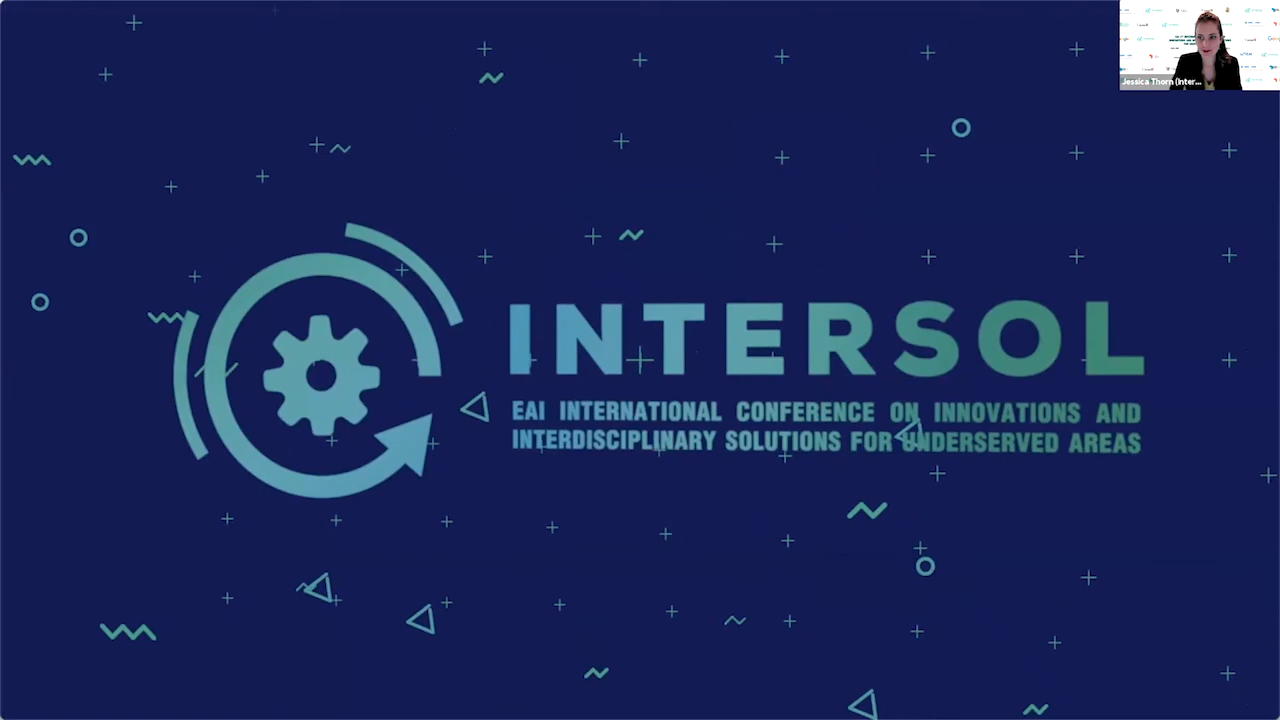 Jessica Thorn (Inter...
INTERSOL
EAI INTERNATIONAL CONFERENCE ON INNOVATIONS AND
INTERDISCIPLINARY SOLUTIONS FOR UNDERSERVED AREAS